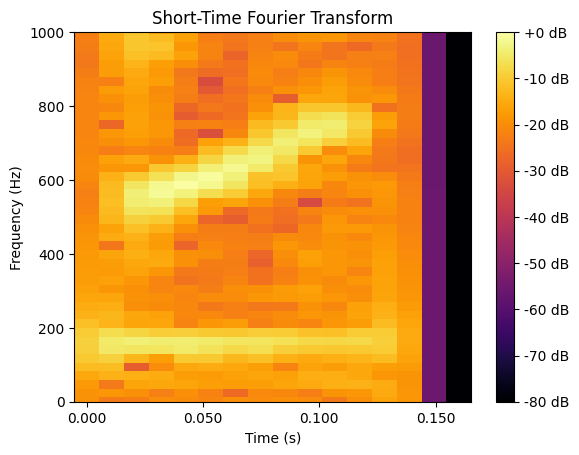 Short-Time Fourier Transform
1000
800
600
400
200
0
Frequency (Hz)
0.000
0.050
0.100
0.150
Time (s)
+0 dB
-10 dB
-20 dB
-30 dB
+40 dB
-50 dB
-60 dB
-70 dB
-80 dB